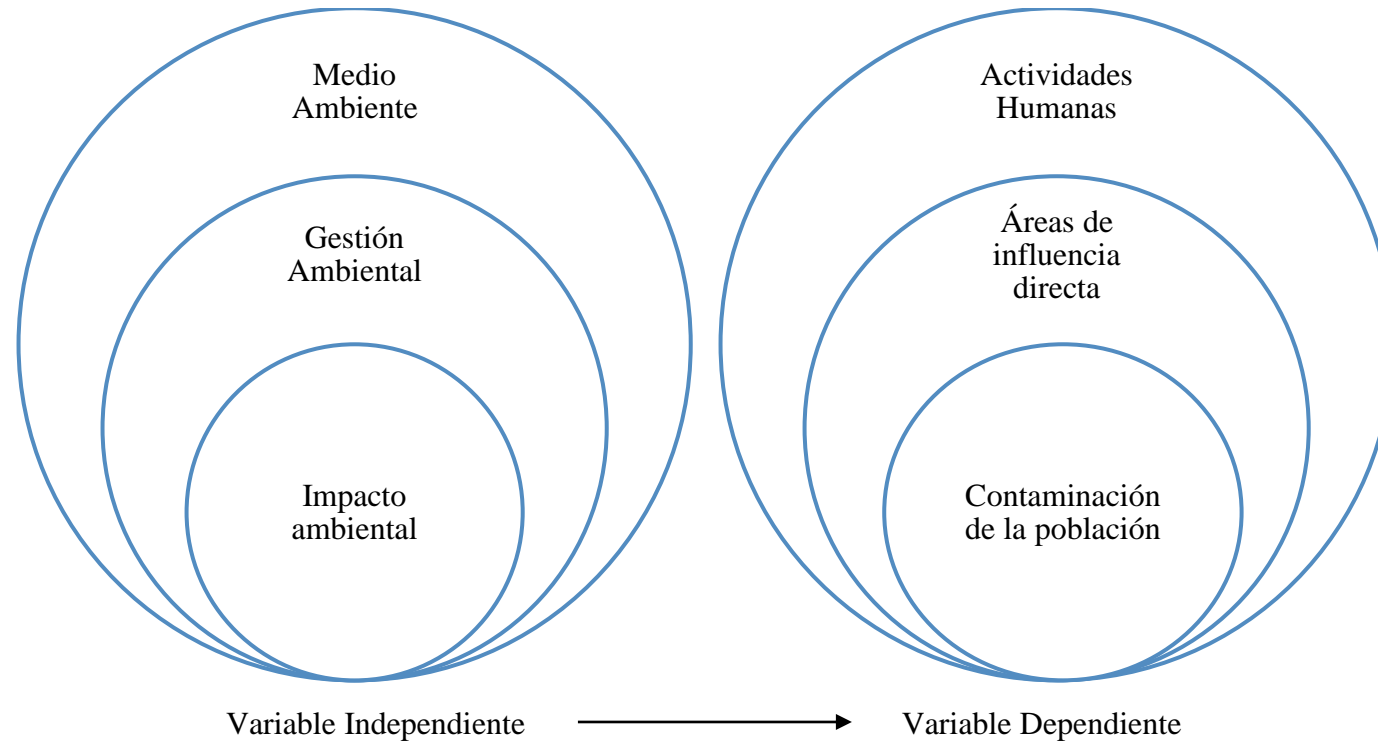 Medio
Ambiente
Gestión
Ambiental
Impacto
ambiental
Actividades
Humanas
Áreas de
influencia
directa
Contaminación
de la población
Variable Independiente
Variable Dependiente